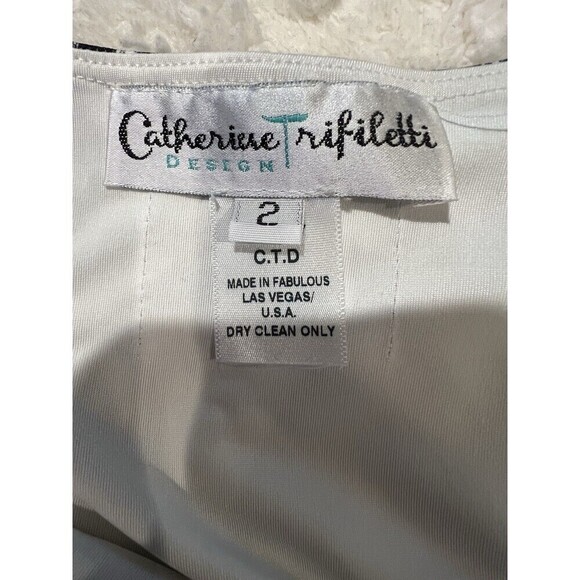 Catherine Trifiletti
DESIGN
2
C.T.D
MADE IN FABULOUS
LAS VEGAS/
U.S.A.
DRY CLEAN ONLY